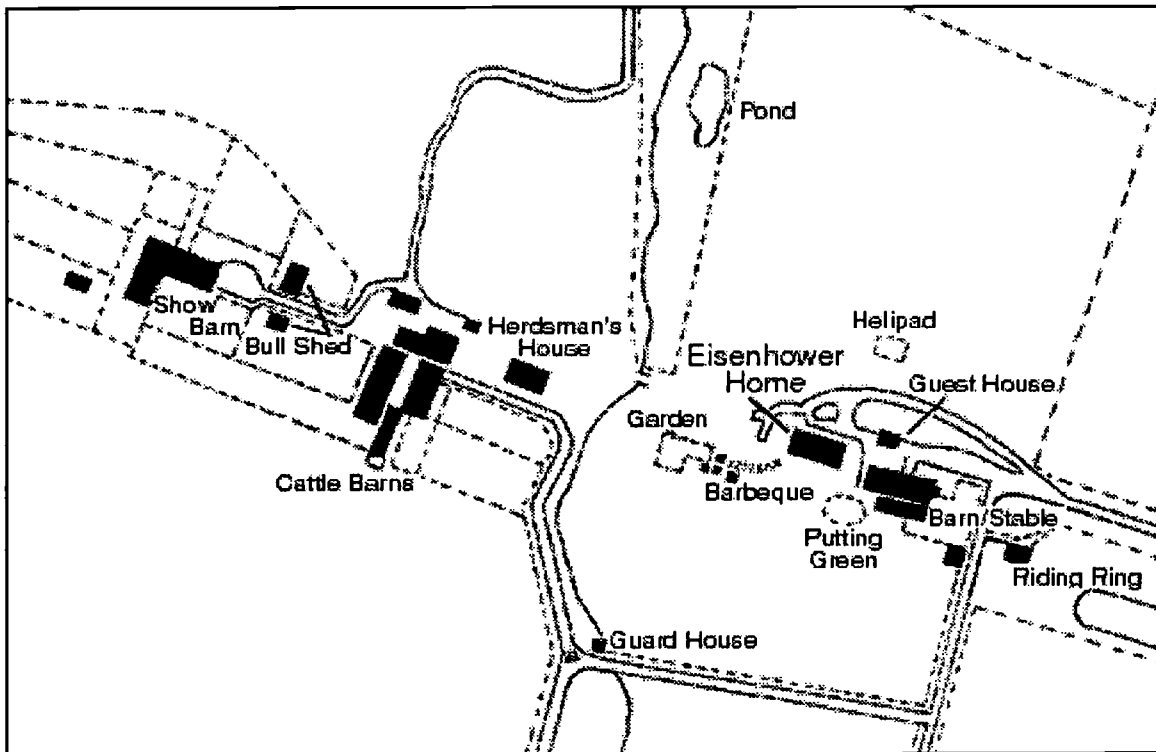 Pond
Show
Barn
Bull Shed
Herdsman's
House
Helipad
Eisenhower
Home
Guest House
Garden
Cattle Barns
Barbeque
Putting
Green
Barn/Stable
Riding Ring
Guard House